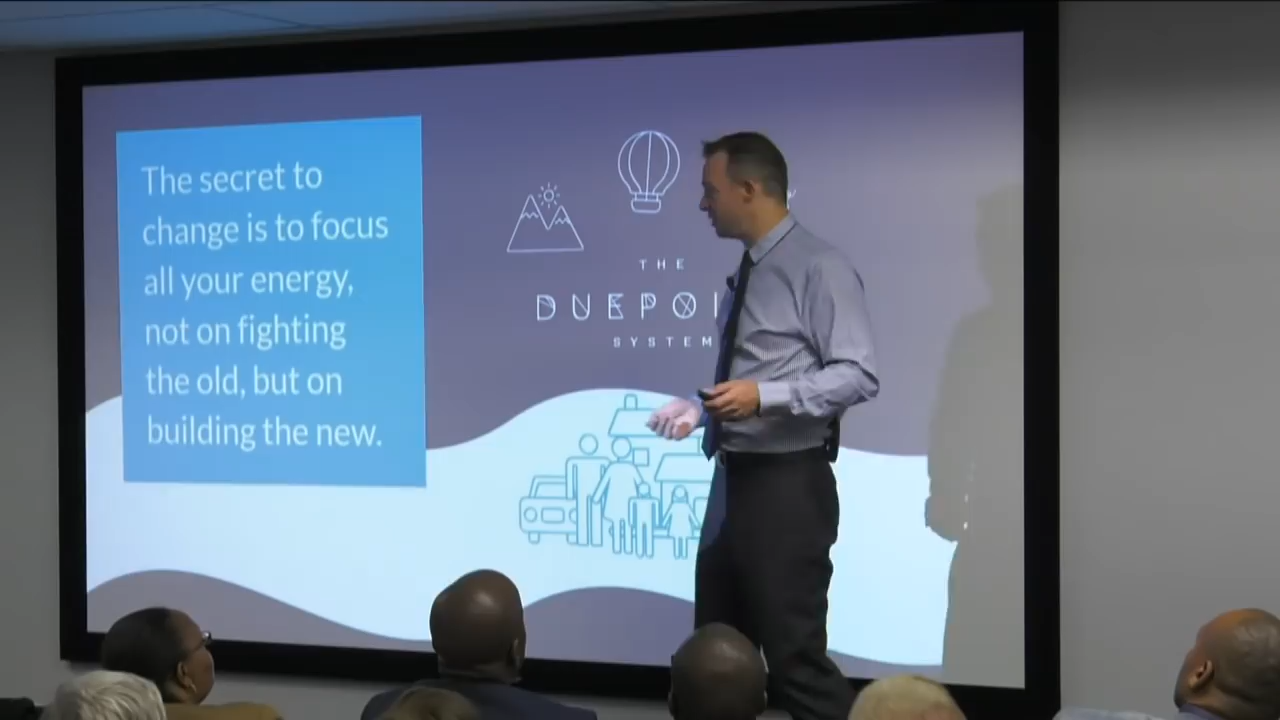 The secret to
change is to focus
all your energy,
not on fighting
the old, but on
building the new.
THE
DUEPOI
SYSTEM